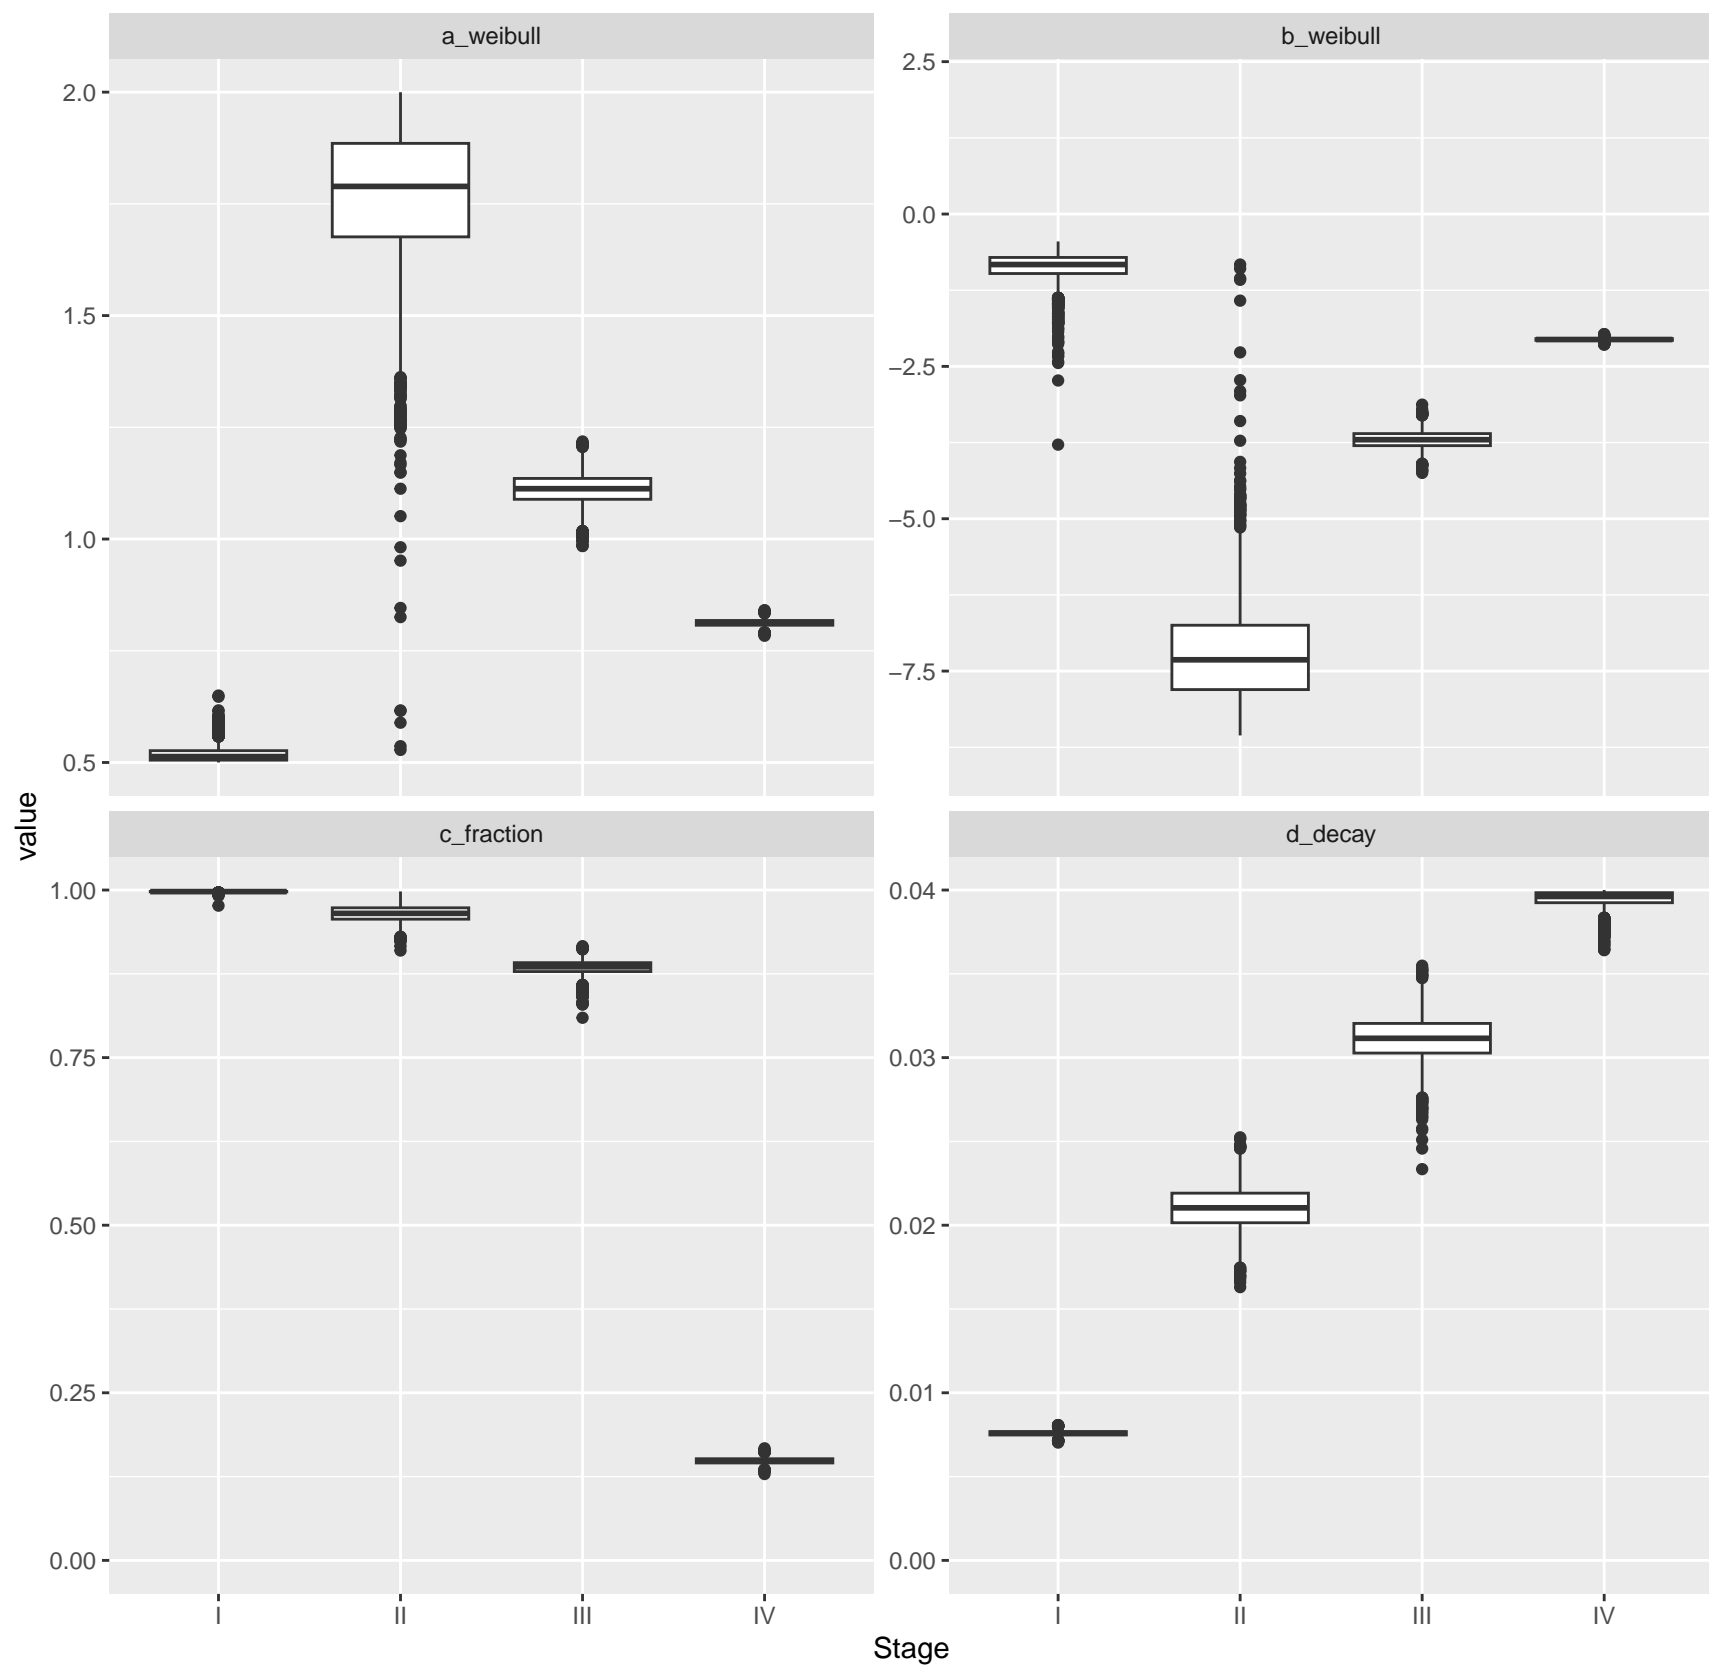 a_weibull
b_weibull
2.0
1.5
1.0
0.5
2.5
0.0
−2.5
−5.0
−7.5
value
c_fraction
d_decay
1.00
0.75
0.50
0.25
0.00
0.04
0.03
0.02
0.01
0.00
I II III IV
I II III IV
Stage